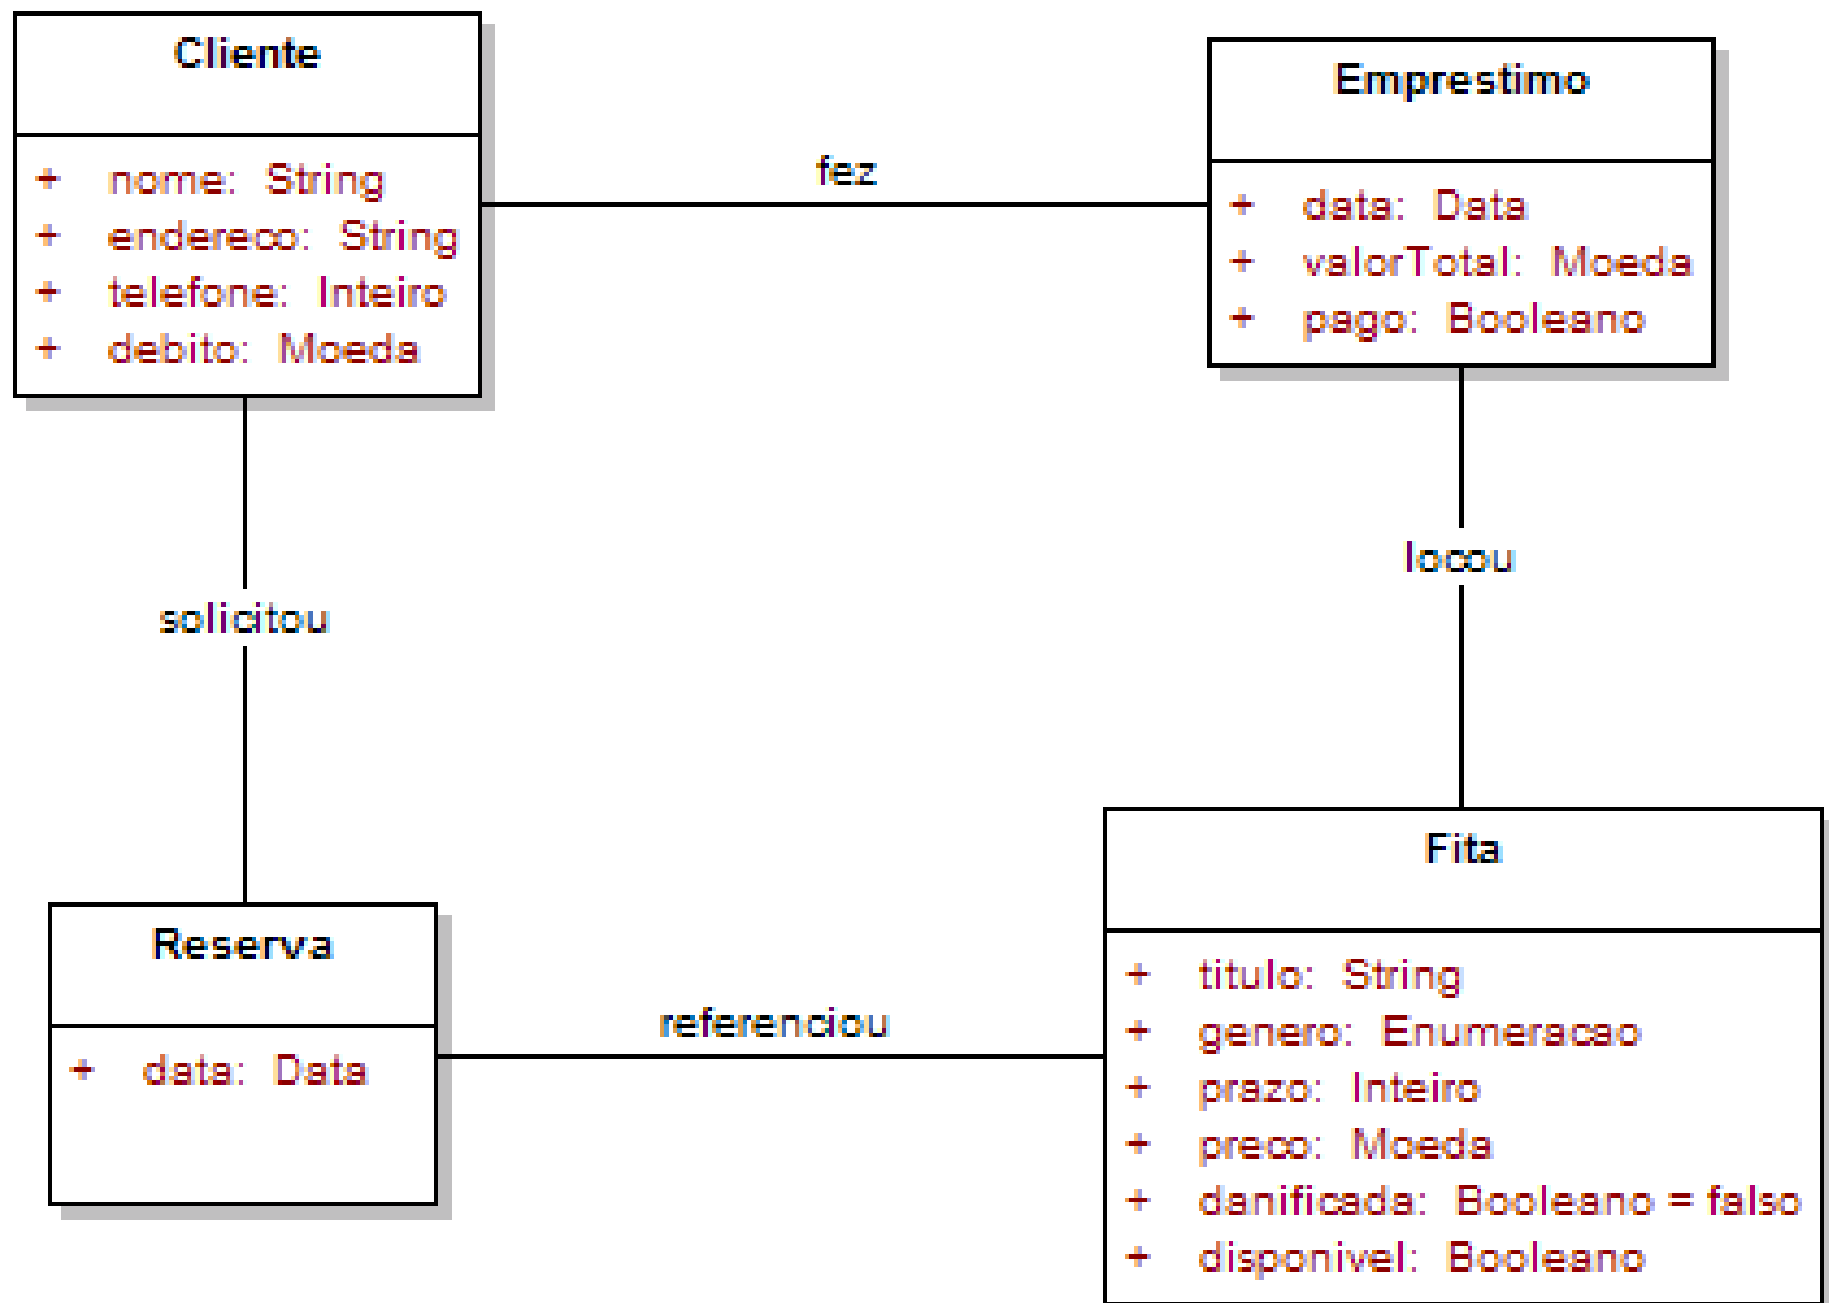 Cliente
+ nome: String
+ endereco: String
+ telefone: Inteiro
+ debito: Moeda
fez
Emprestimo
+ data: Data
+ valorTotal: Moeda
+ pago: Booleano
solicitou
locou
Reserva
+ data: Data
referenciou
Fita
+ titulo: String
+ genero: Enumeracao
+ prazo: Inteiro
+ preco: Moeda
+ danificada: Booleano = falso
+ disponivel: Booleano